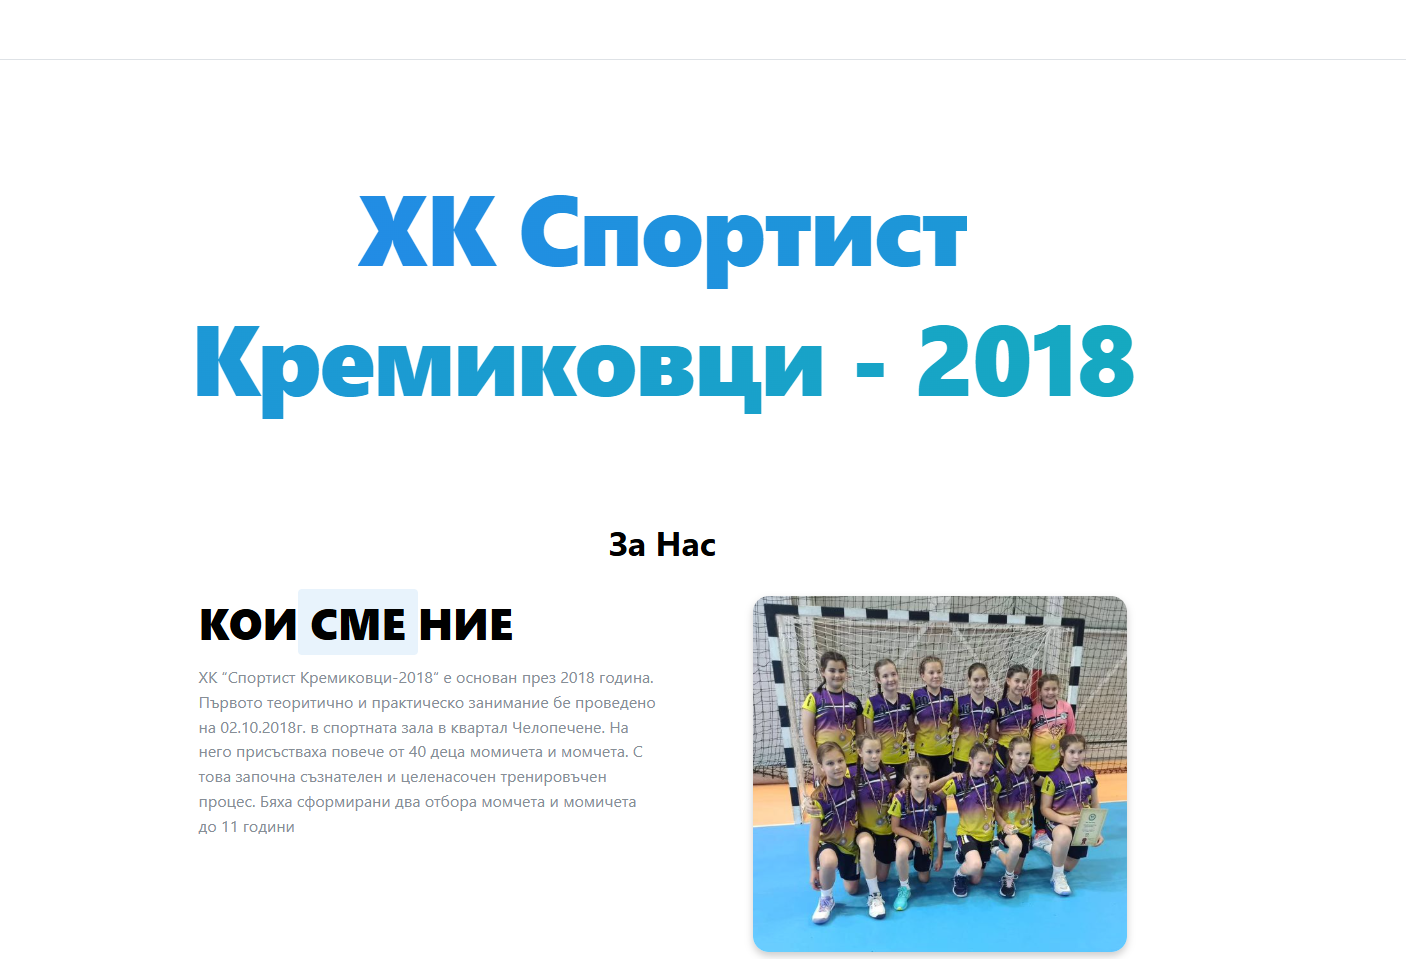 ХК Спортист
Кремиковци - 2018
За Нас
КОИ СМЕ НИЕ
ХК “Спортист Кремиковци-2018“ е основан през 2018 година.
Първото теоритично и практическо занимание бе проведено
на 02.10.2018г. в спортната зала в квартал Челопечене. На
него присъстваха повече от 40 деца момичета и момчета. С
това започна съзнателен и целенасочен тренировъчен
процес. Бяха сформирани два отбора момчета и момичета
до 11 години